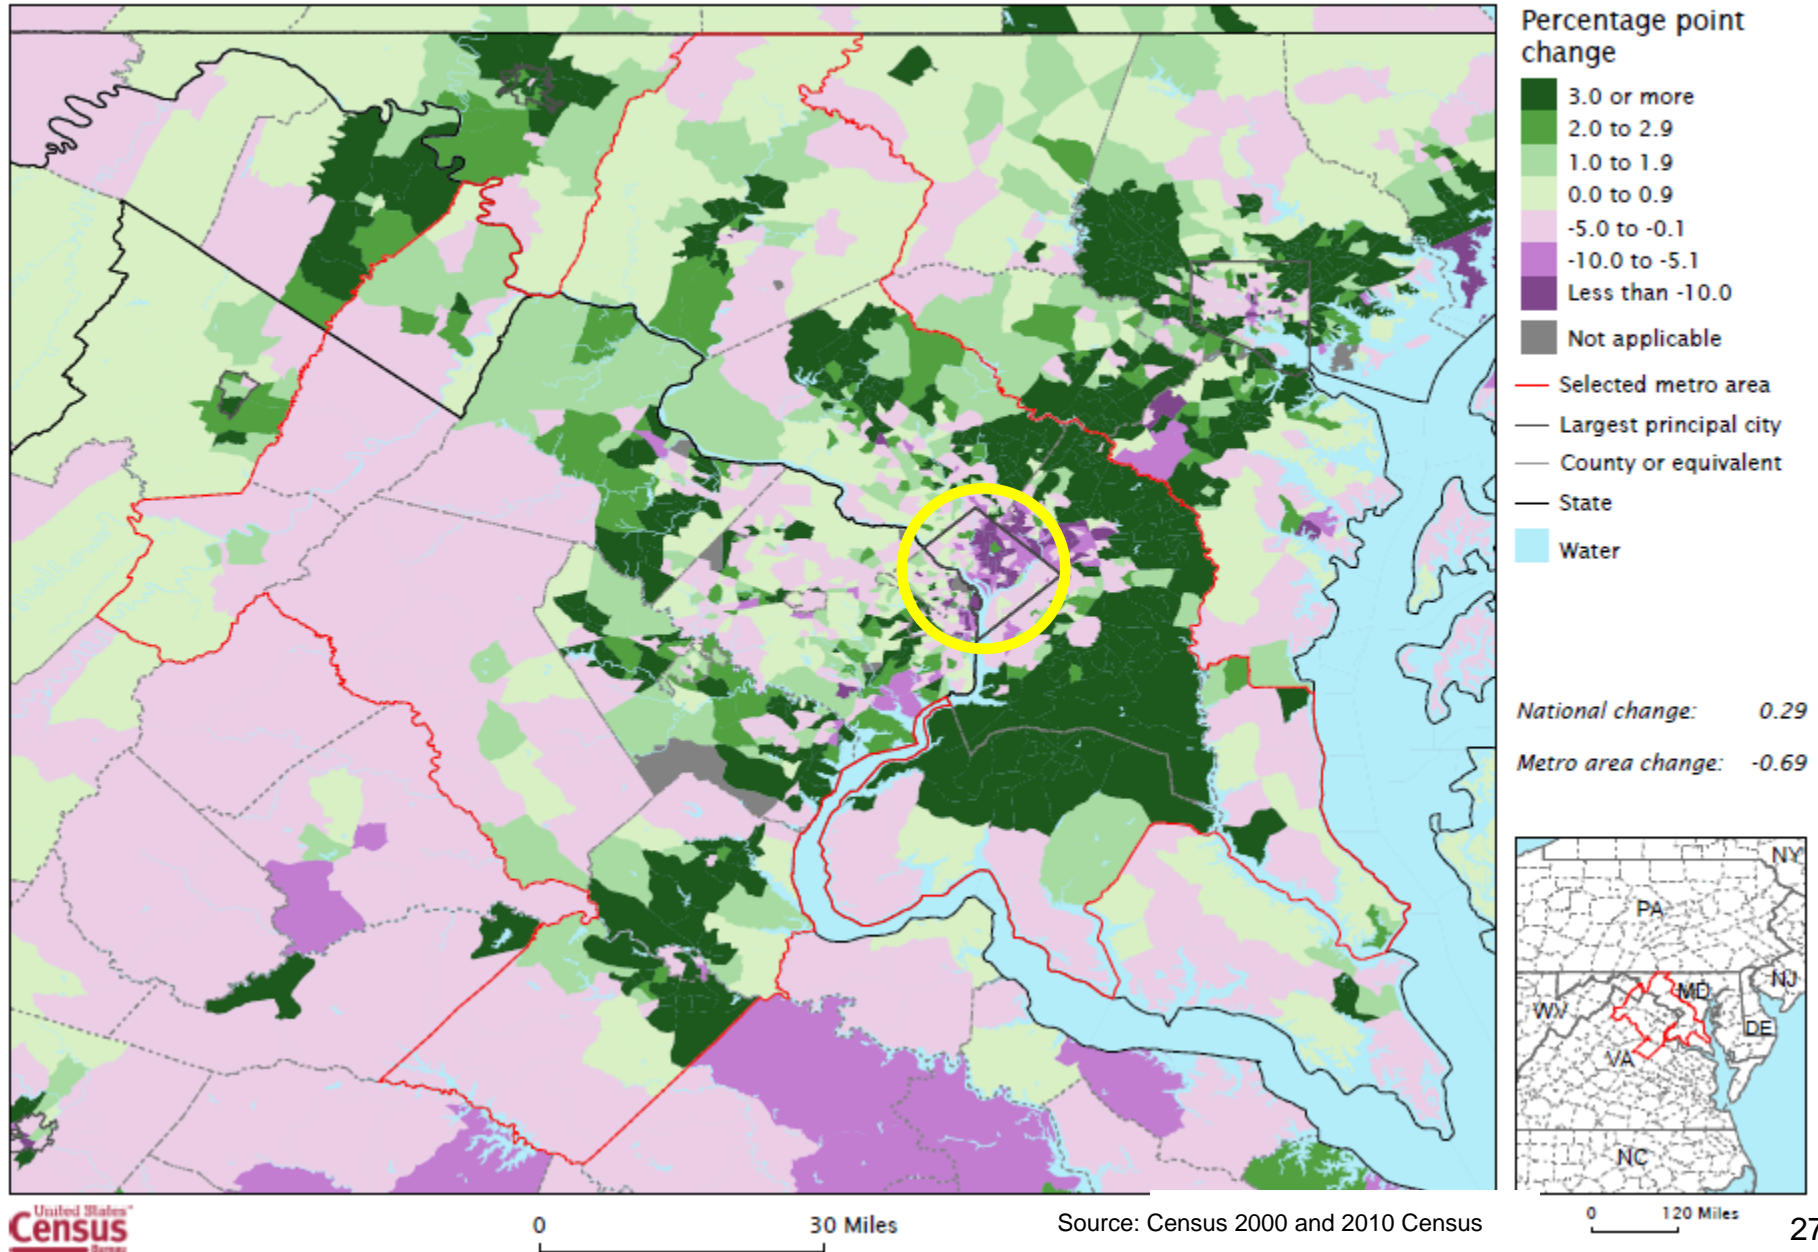 Percentage point
change
3.0 or more
2.0 to 2.9
1.0 to 1.9
0.0 to 0.9
-5.0 to -0.1
-10.0 to -5.1
Less than -10.0
Not applicable
Selected metro area
Largest principal city
County or equivalent
State
Water
National change: 0.29
Metro area change: -0.69
NY
PA
NJ
MD
WV
DE
VA
NC
United States™
Census
Bureau
0 30 Miles
Source: Census 2000 and 2010 Census
0 120 Miles
27